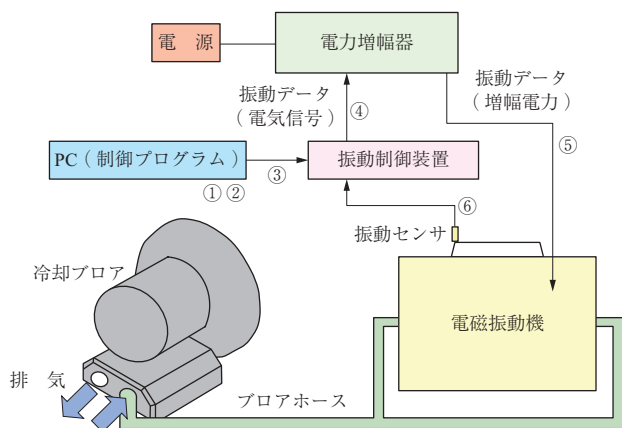 電　源
電力増幅器
振動データ
（電気信号）
④
振動データ
（増幅電力）
⑤
PC（制御プログラム）
① ②
③
振動制御装置
⑥
振動センサ
冷却ブロア
電磁振動機
排　気
ブロアホース